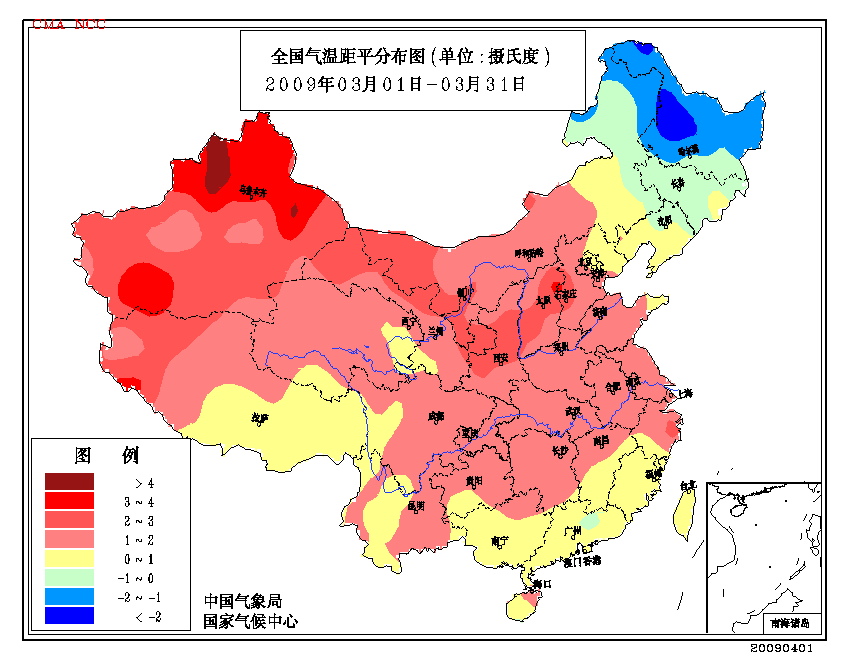 CMA NCC
全国气温距平分布图(单位:摄氏度)
2009年03月01日-03月31日
哈尔滨
长春
乌鲁木齐
沈阳
呼和浩特
北京
天津
银川
太原
石家庄
西宁
兰州
济南
郑州
西安
合肥
南京
上海
拉萨
成都
武汉
重庆
长沙
南昌
贵阳
福州
昆明
台北
广州
南宁
澳门
香港
海口
图 例
> 4
3 ~ 4
2 ~ 3
1 ~ 2
0 ~ 1
-1 ~ 0
-2 ~ -1
< -2
中国气象局
国家气候中心
南海诸岛
20090401